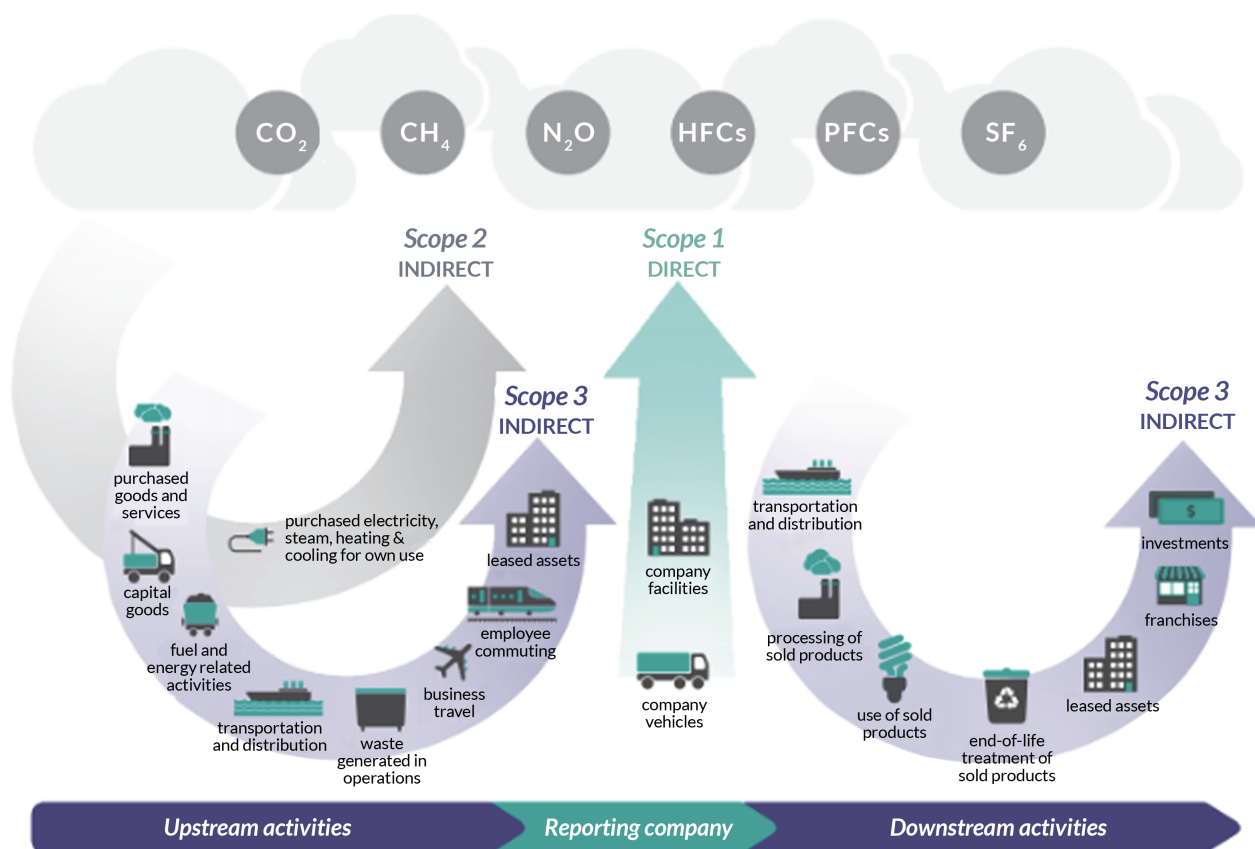 CO2
CH4
N2O
HFCs
PFCs
SF6
Scope 2
INDIRECT
Scope 1
DIRECT
Scope 3
INDIRECT
Scope 3
INDIRECT
purchased
goods and
services
capital
goods
fuel and
energy related
activities
transportation
and distribution
waste
generated in
operations
business
travel
employee
commuting
leased assets
purchased electricity,
steam, heating &
cooling for own use
company
facilities
company
vehicles
transportation
and distribution
processing of
sold products
use of sold
products
end-of-life
treatment of
sold products
leased assets
franchises
$
investments
Upstream activities
Reporting company
Downstream activities